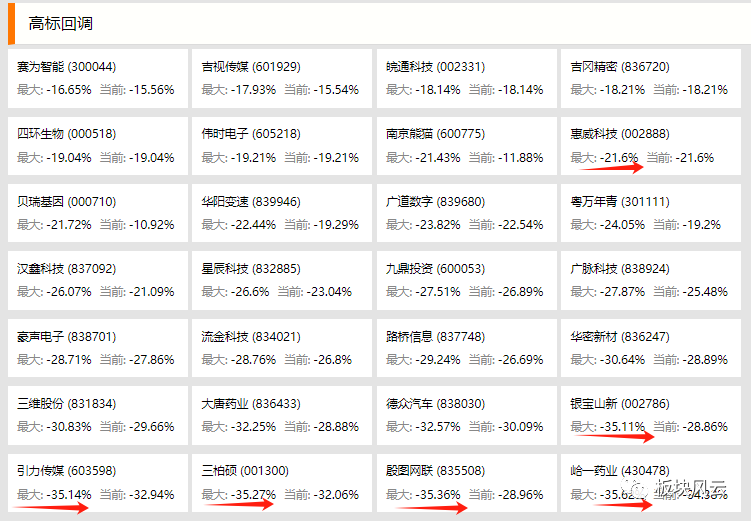 高标回调
赛为智能 (300044) 吉视传媒 (601929) 皖通科技 (002331) 吉冈精密 (836720)
最大: -16.65% 当前: -15.56% 最大: -17.93% 当前: -15.54% 最大: -18.14% 当前: -18.14% 最大: -18.21% 当前: -18.21%
四环生物 (000518) 伟时电子 (605218) 南京熊猫 (600775) 惠威科技 (002888)
最大: -19.04% 当前: -19.04% 最大: -19.21% 当前: -19.21% 最大: -21.43% 当前: -11.88% 最大: -21.6% 当前: -21.6%
贝瑞基因 (000710) 华阳变速 (839946) 广道数字 (839680) 粤万年青 (301111)
最大: -21.72% 当前: -10.92% 最大: -22.44% 当前: -19.29% 最大: -23.82% 当前: -22.54% 最大: -24.05% 当前: -19.2%
汉鑫科技 (837092) 星辰科技 (832885) 九鼎投资 (600053) 广脉科技 (838924)
最大: -26.07% 当前: -21.09% 最大: -26.6% 当前: -23.04% 最大: -27.51% 当前: -26.89% 最大: -27.87% 当前: -25.48%
豪声电子 (838701) 流金科技 (834021) 路桥信息 (837748) 华密新材 (836247)
最大: -28.71% 当前: -27.86% 最大: -28.76% 当前: -26.8% 最大: -29.24% 当前: -26.69% 最大: -30.64% 当前: -28.89%
三维股份 (831834) 大唐药业 (836433) 德众汽车 (838030) 银宝山新 (002786)
最大: -30.83% 当前: -29.66% 最大: -32.25% 当前: -28.88% 最大: -32.57% 当前: -30.09% 最大: -35.11% 当前: -28.86%
引力传媒 (603598) 三柏硕 (001300) 殷图网联 (835508) 峆一药业 (430478)
最大: -35.14% 当前: -32.94% 最大: -35.27% 当前: -32.06% 最大: -35.36% 当前: -28.96% 最大: -35.62%
板块风云